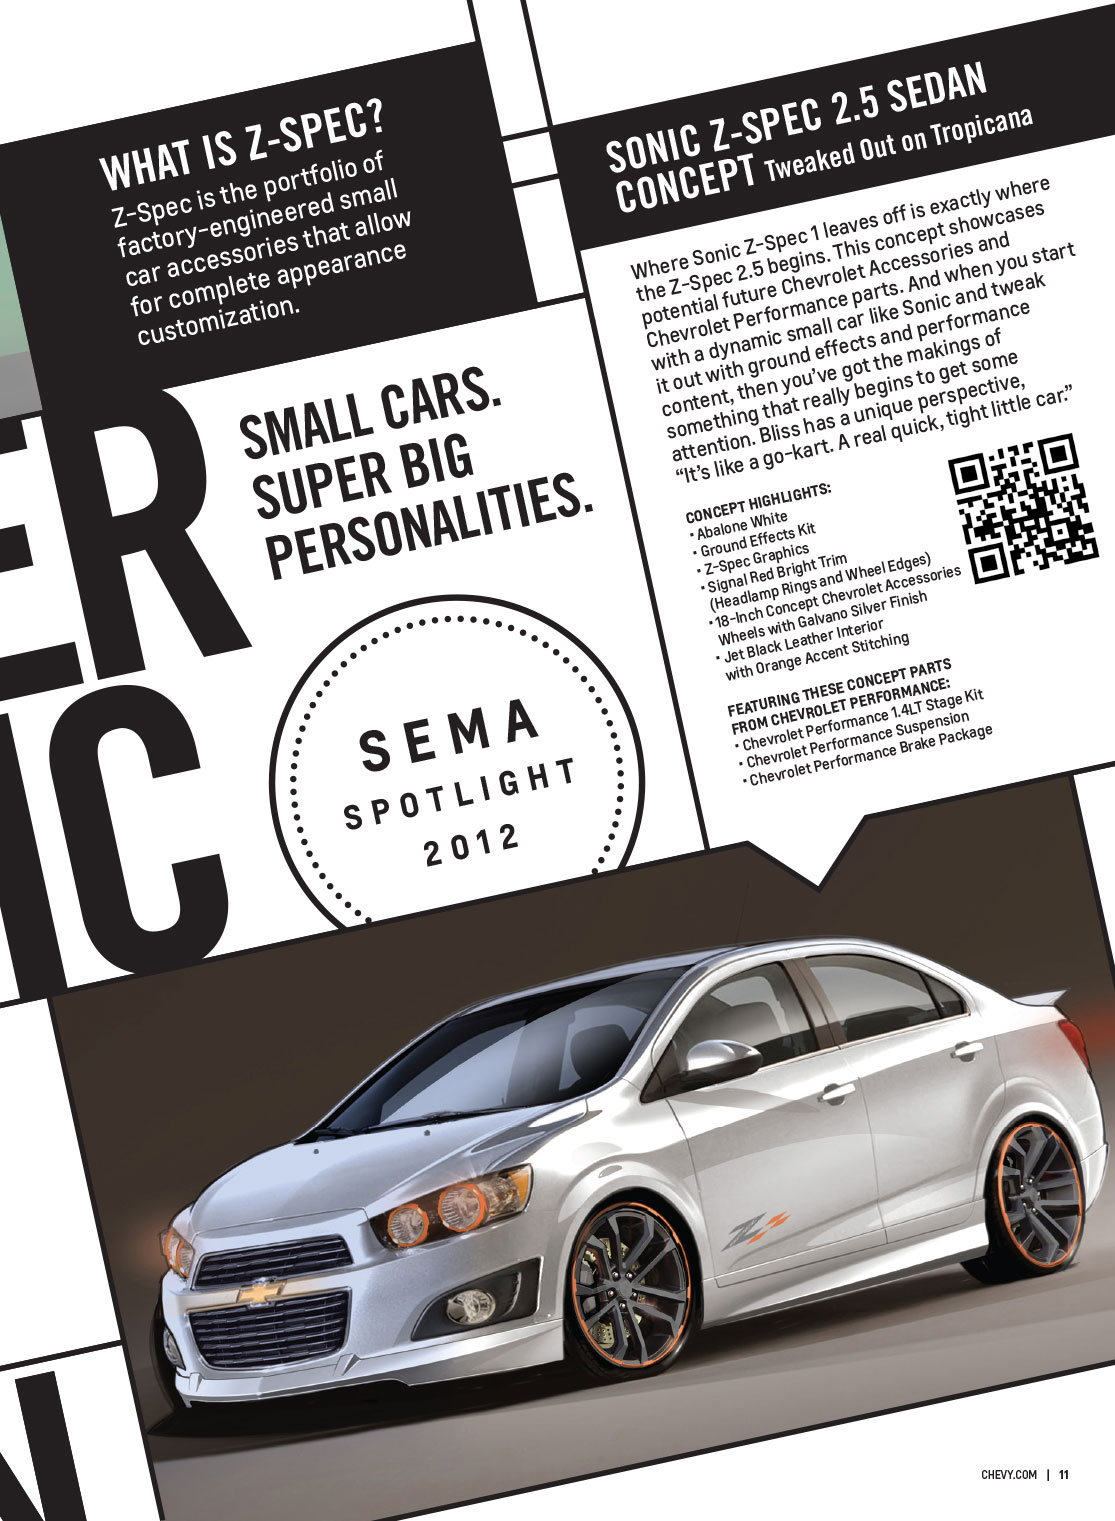 WHAT IS Z-SPEC?
Z-Spec is the portfolio of
factory-engineered small
car accessories that allow
for complete appearance
customization.
ER
IC
SMALL CARS.
SUPER BIG
PERSONALITIES.
SEMA
SPOTLIGHT
2012
SONIC Z-SPEC 2.5 SEDAN
CONCEPT Tweaked Out on Tropicana
Where Sonic Z-Spec 1 leaves off is exactly where
the Z-Spec 2.5 begins. This concept showcases
potential future Chevrolet Accessories and
Chevrolet Performance parts. And when you start
with a dynamic small car like Sonic and tweak
it out with ground effects and performance
content, then you’ve got the makings of
something that really begins to get some
attention. Bliss has a unique perspective,
“It’s like a go-kart. A real quick, tight little car.”
CONCEPT HIGHLIGHTS:
• Abalone White
• Ground Effects Kit
• Z-Spec Graphics
• Signal Red Bright Trim
(Headlamp Rings and Wheel Edges)
• 18-Inch Concept Chevrolet Accessories
Wheels with Galvano Silver Finish
• Jet Black Leather Interior
with Orange Accent Stitching
FEATURING THESE CONCEPT PARTS
FROM CHEVROLET PERFORMANCE:
• Chevrolet Performance 1.4LT Stage Kit
• Chevrolet Performance Suspension
• Chevrolet Performance Brake Package
Z
N
CHEVY.COM | 11